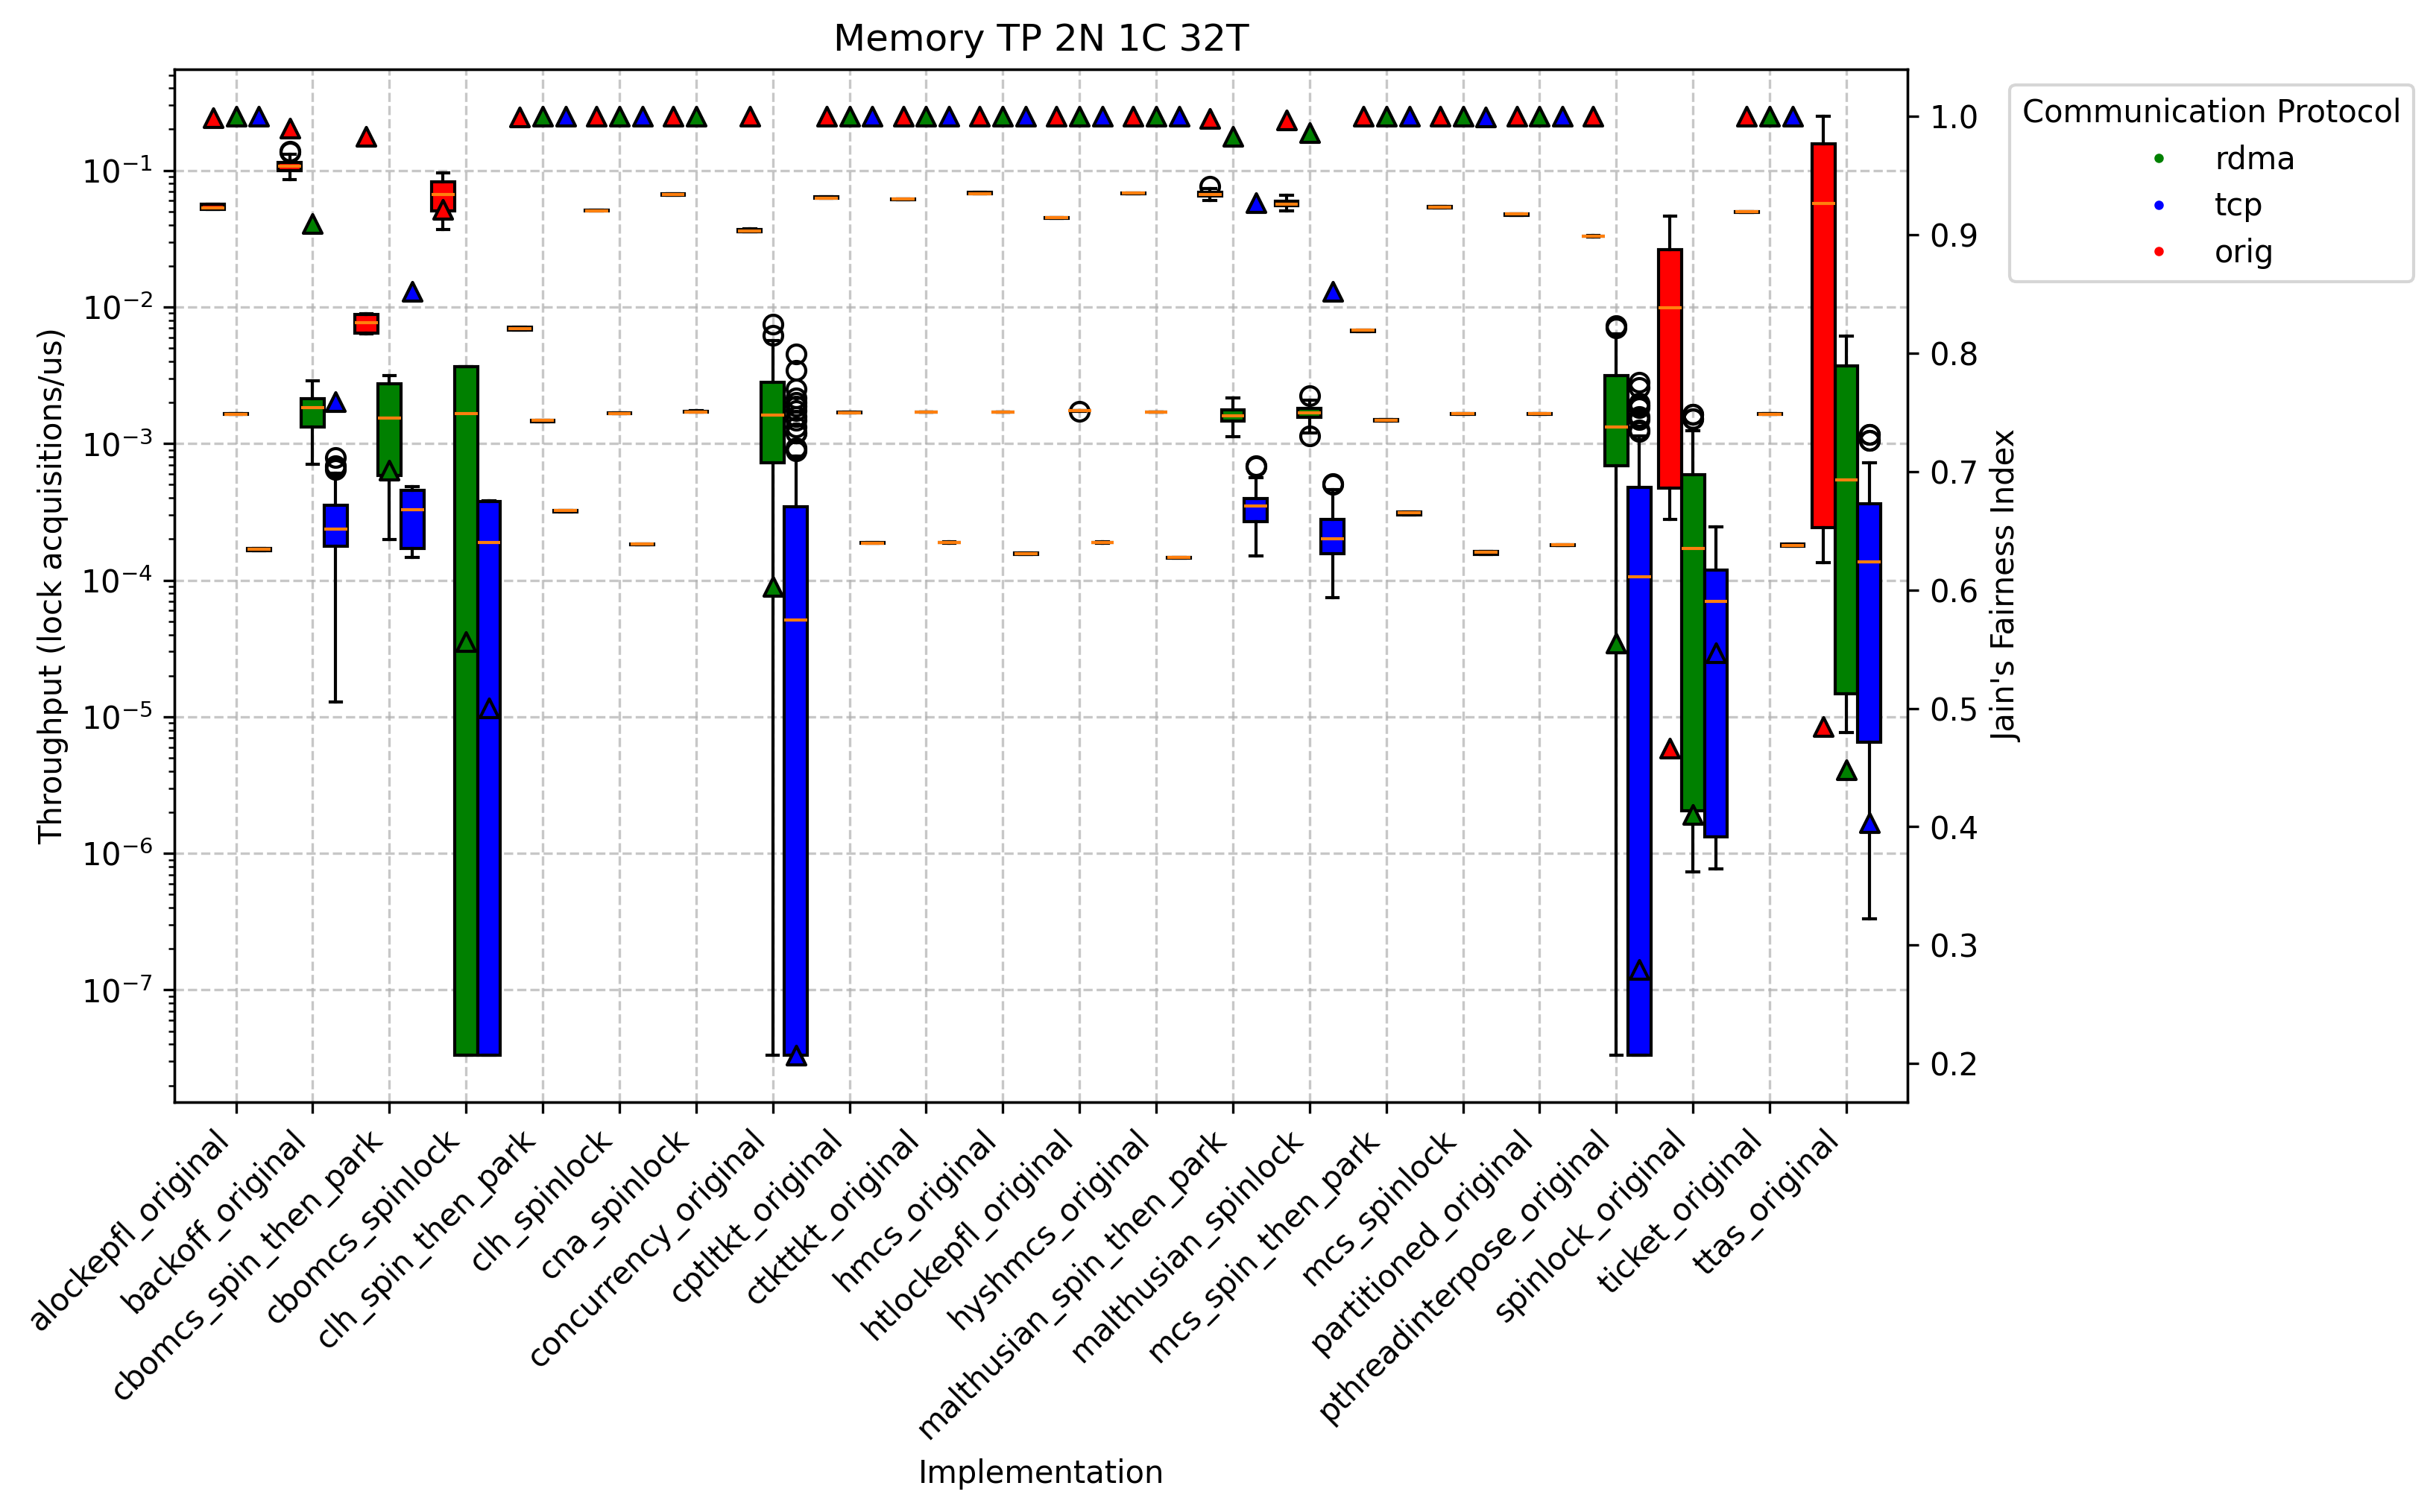 Memory TP 2N 1C 32T
Throughput (lock acquisitions/us)
10⁻¹
10⁻²
10⁻³
10⁻⁴
10⁻⁵
10⁻⁶
10⁻⁷
Jain's Fairness Index
1.0
0.9
0.8
0.7
0.6
0.5
0.4
0.3
0.2
Communication Protocol
rdma
tcp
orig
alockepfl_original
backoff_original
cbomcs_spin_then_park
cbomcs_spinlock
clh_spin_then_park
clh_spinlock
cna_spinlock
concurrency_original
cptltkt_original
ctkttkt_original
hmcs_original
htlockepfl_original
hyshmcs_original
malthusian_spin_then_park
malthusian_spinlock
mcs_spin_then_park
mcs_spinlock
partitioned_original
pthreadinterpose_original
spinlock_original
ticket_original
ttas_original
Implementation